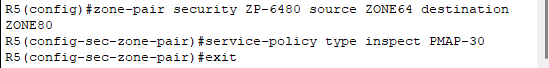 R5(config)#zone-pair security ZP-6480 source ZONE64 destination
ZONE80
R5(config-sec-zone-pair)#service-policy type inspect PMAP-30
R5(config-sec-zone-pair)#exit